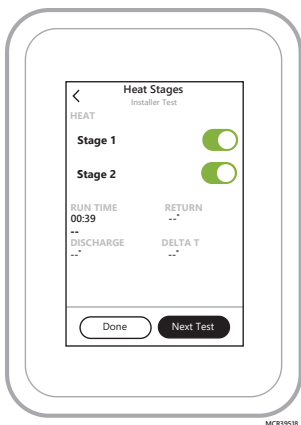 Heat Stages
Installer Test
HEAT
Stage 1
Stage 2
RUN TIME RETURN
00:39 --°
--
DISCHARGE DELTA T
--° --°
Done Next Test
MCR39518